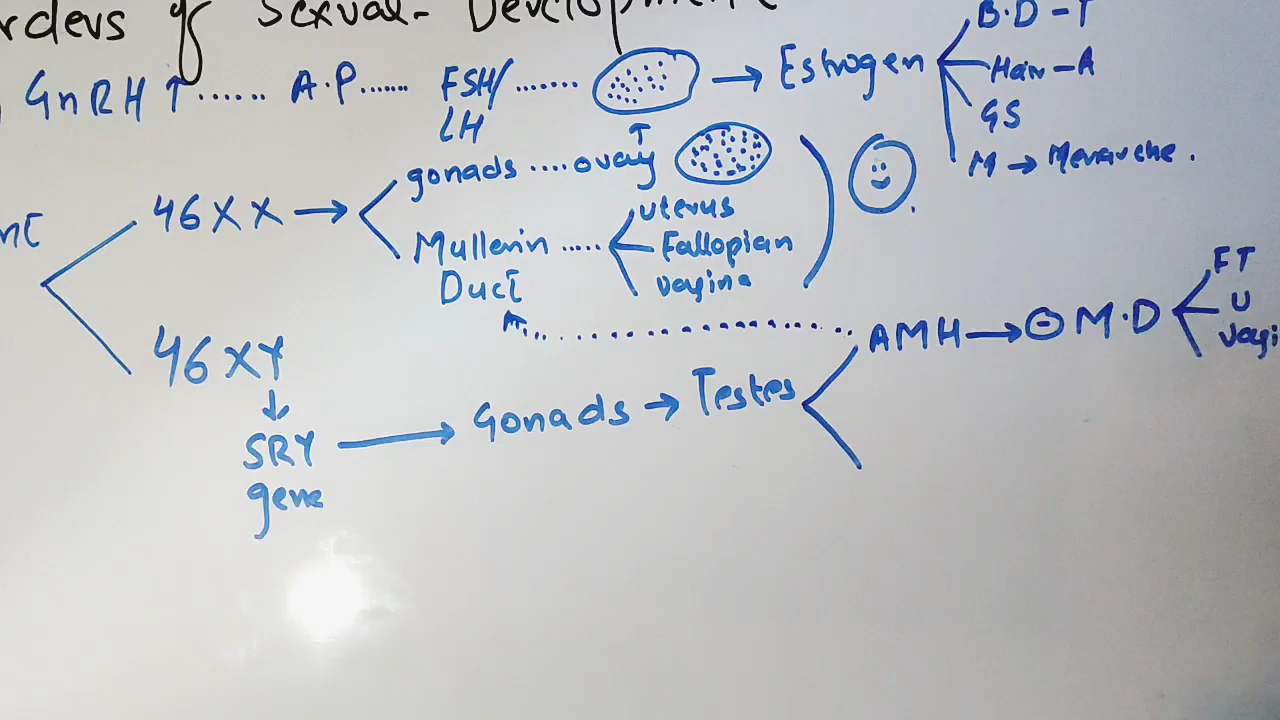 rders of Sexual- Development
GnRH ↑ ...... A.P ...... FSH/ LH ....... → Estrogen
B.D - T
Hair - A
GS
M → Menarche.
46XX → gonads .... ovary
Mullerin Duct ..... uterus
Fallopian
vagina
46XY
↓
SRY gene → Gonads → Testes
AMH → ⊖ M.D
FT
U
vagi